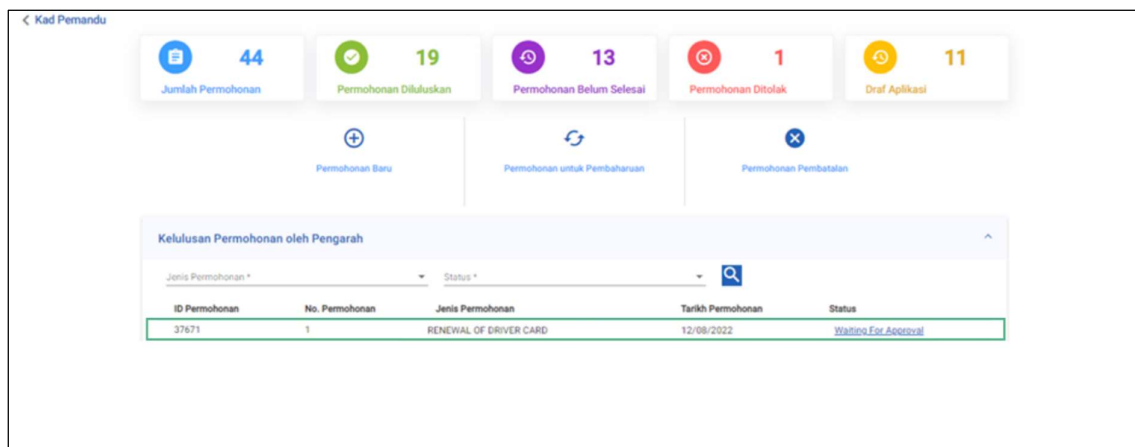 Kad Pemandu
44 19 13 1 11
Jumlah Permohonan Permohonan Diluluskan Permohonan Belum Selesai Permohonan Ditolak Draf Aplikasi
Permohonan Baru Permohonan untuk Pembaharuan Permohonan Pembatalan
Kelulusan Permohonan oleh Pengarah
Jenis Permohonan * Status *
ID Permohonan No. Permohonan Jenis Permohonan Tarikh Permohonan Status
37671 1 RENEWAL OF DRIVER CARD 12/08/2022 Waiting For Approval